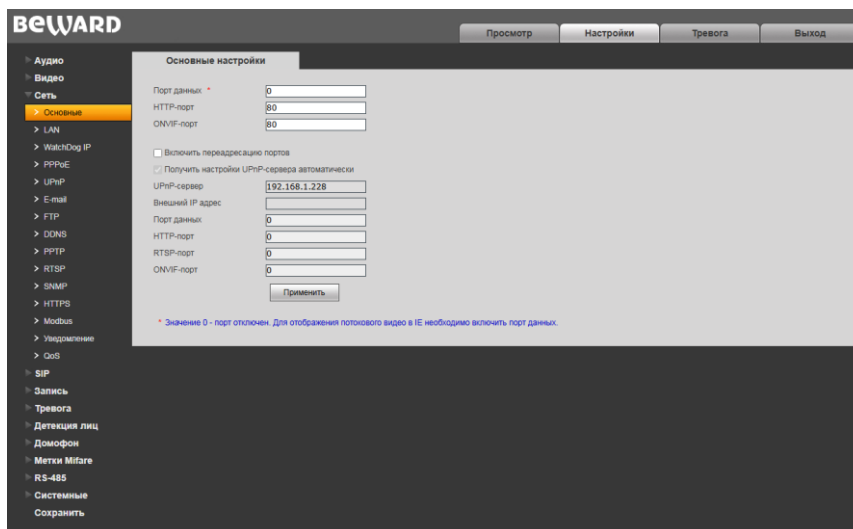 BEWARD
Просмотр
Настройки
Тревога
Выход
Аудио
Видео
Сеть
Основные
LAN
WatchDog IP
PPPoE
UPnP
E-mail
FTP
DDNS
PPTP
RTSP
SNMP
HTTPS
Modbus
Уведомление
QoS
SIP
Запись
Тревога
Детекция лиц
Домофон
Метки Mifare
RS-485
Системные
Сохранить
Основные настройки
Порт данных * 0
HTTP-порт 80
ONVIF-порт 80
Включить переадресацию портов
Получить настройки UPnP-сервера автоматически
UPnP-сервер 192.168.1.228
Внешний IP адрес
Порт данных 0
HTTP-порт 0
RTSP-порт 0
ONVIF-порт 0
Применить
* Значение 0 - порт отключен. Для отображения потокового видео в IE необходимо включить порт данных.